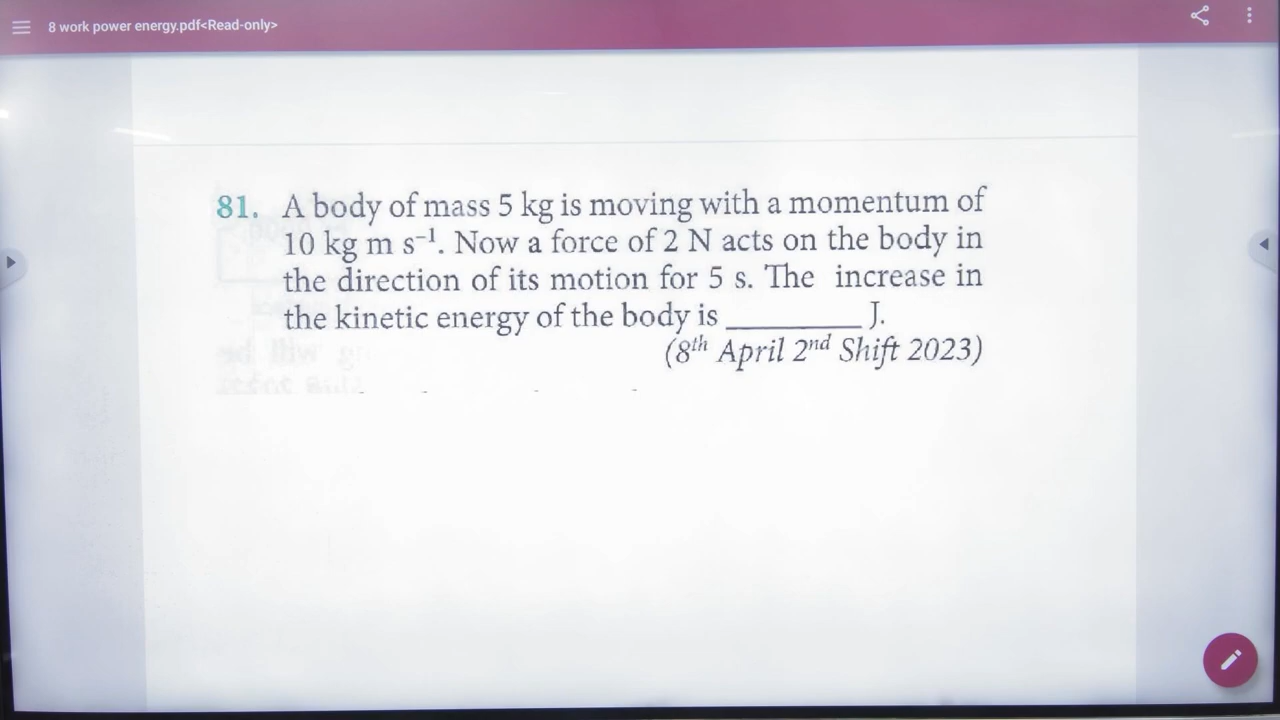 8 work power energy.pdf<Read-only>
81. A body of mass 5 kg is moving with a momentum of
10 kg m s⁻¹. Now a force of 2 N acts on the body in
the direction of its motion for 5 s. The increase in
the kinetic energy of the body is __________ J.
(8ᵗʰ April 2ⁿᵈ Shift 2023)